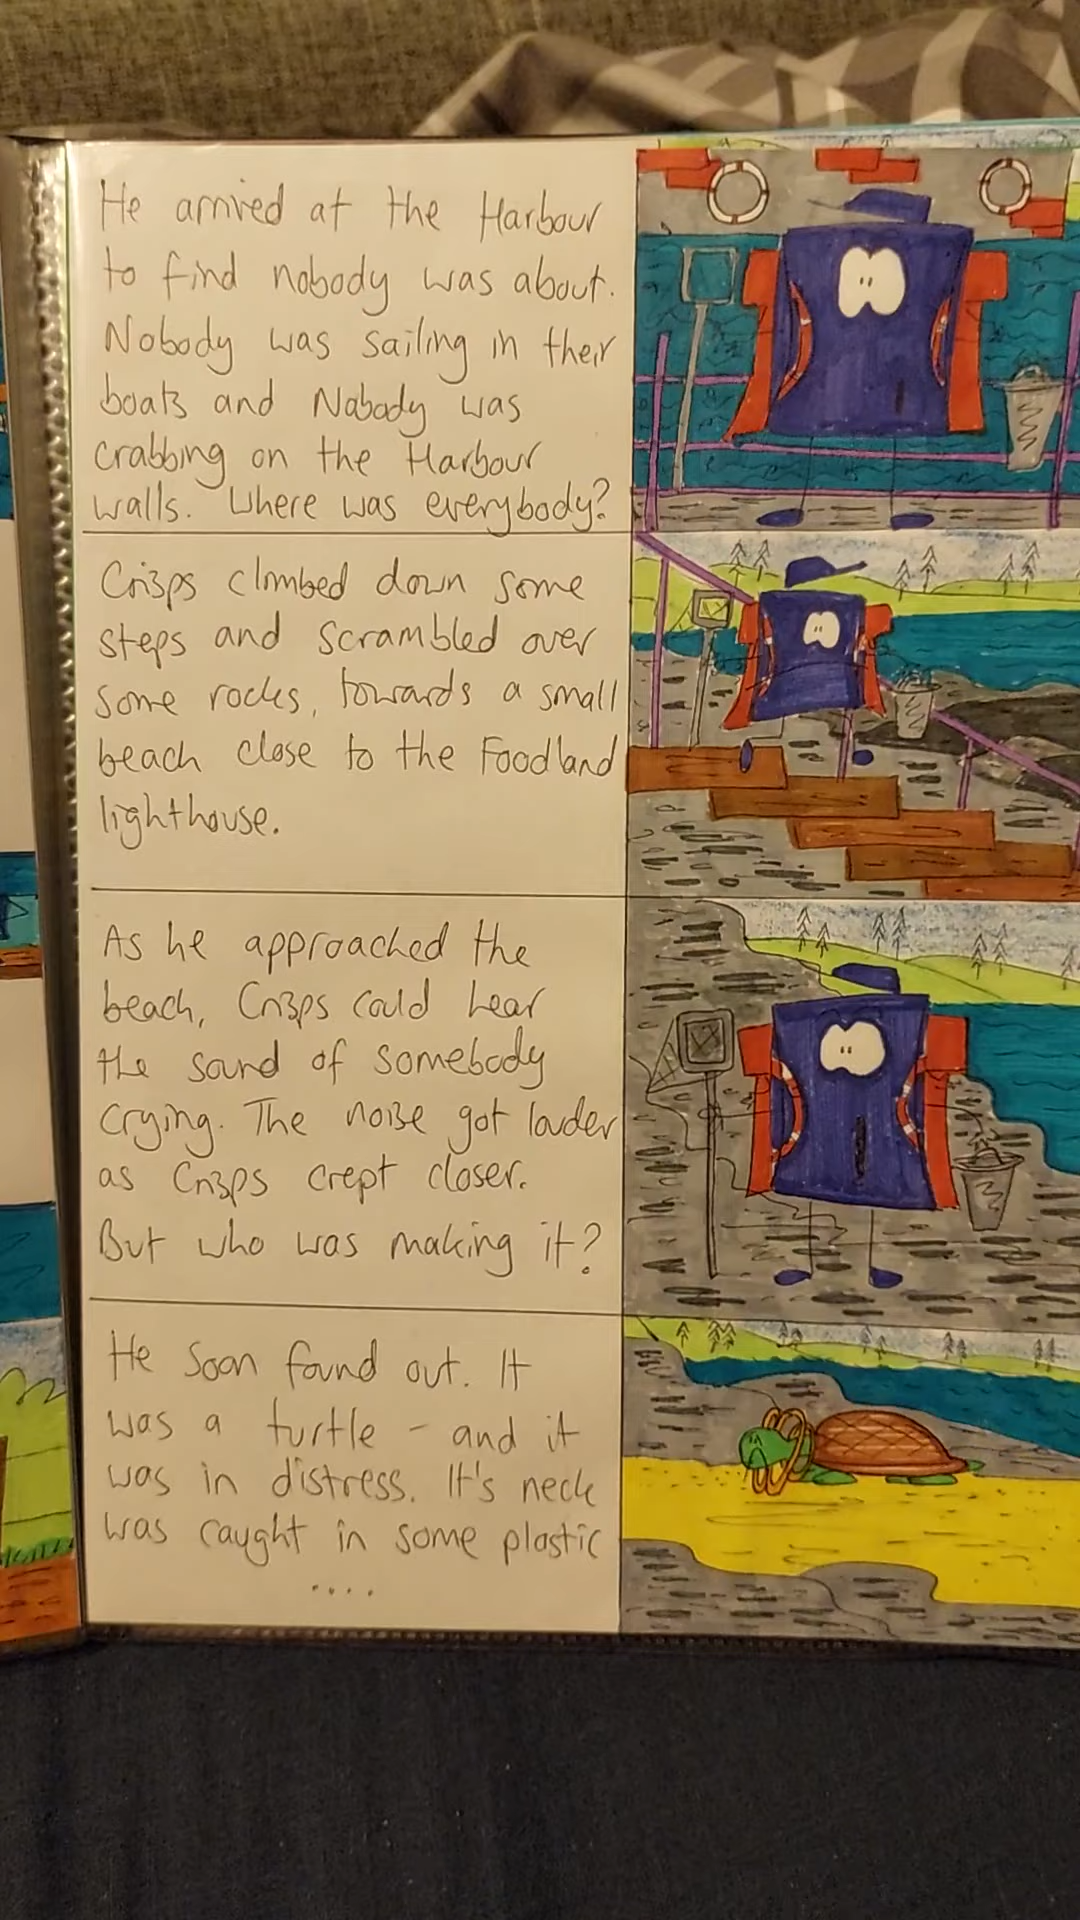 He arrived at the Harbour
to find nobody was about.
Nobody was sailing in their
boats and Nobody was
crabbing on the Harbour
walls. Where was everybody?
Crisps climbed down some
steps and scrambled over
some rocks, towards a small
beach close to the Foodland
lighthouse.
As he approached the
beach, Crisps could hear
the sound of somebody
crying. The noise got louder
as Crisps crept closer.
But who was making it?
He soon found out. It
was a turtle - and it
was in distress. It's neck
was caught in some plastic
....